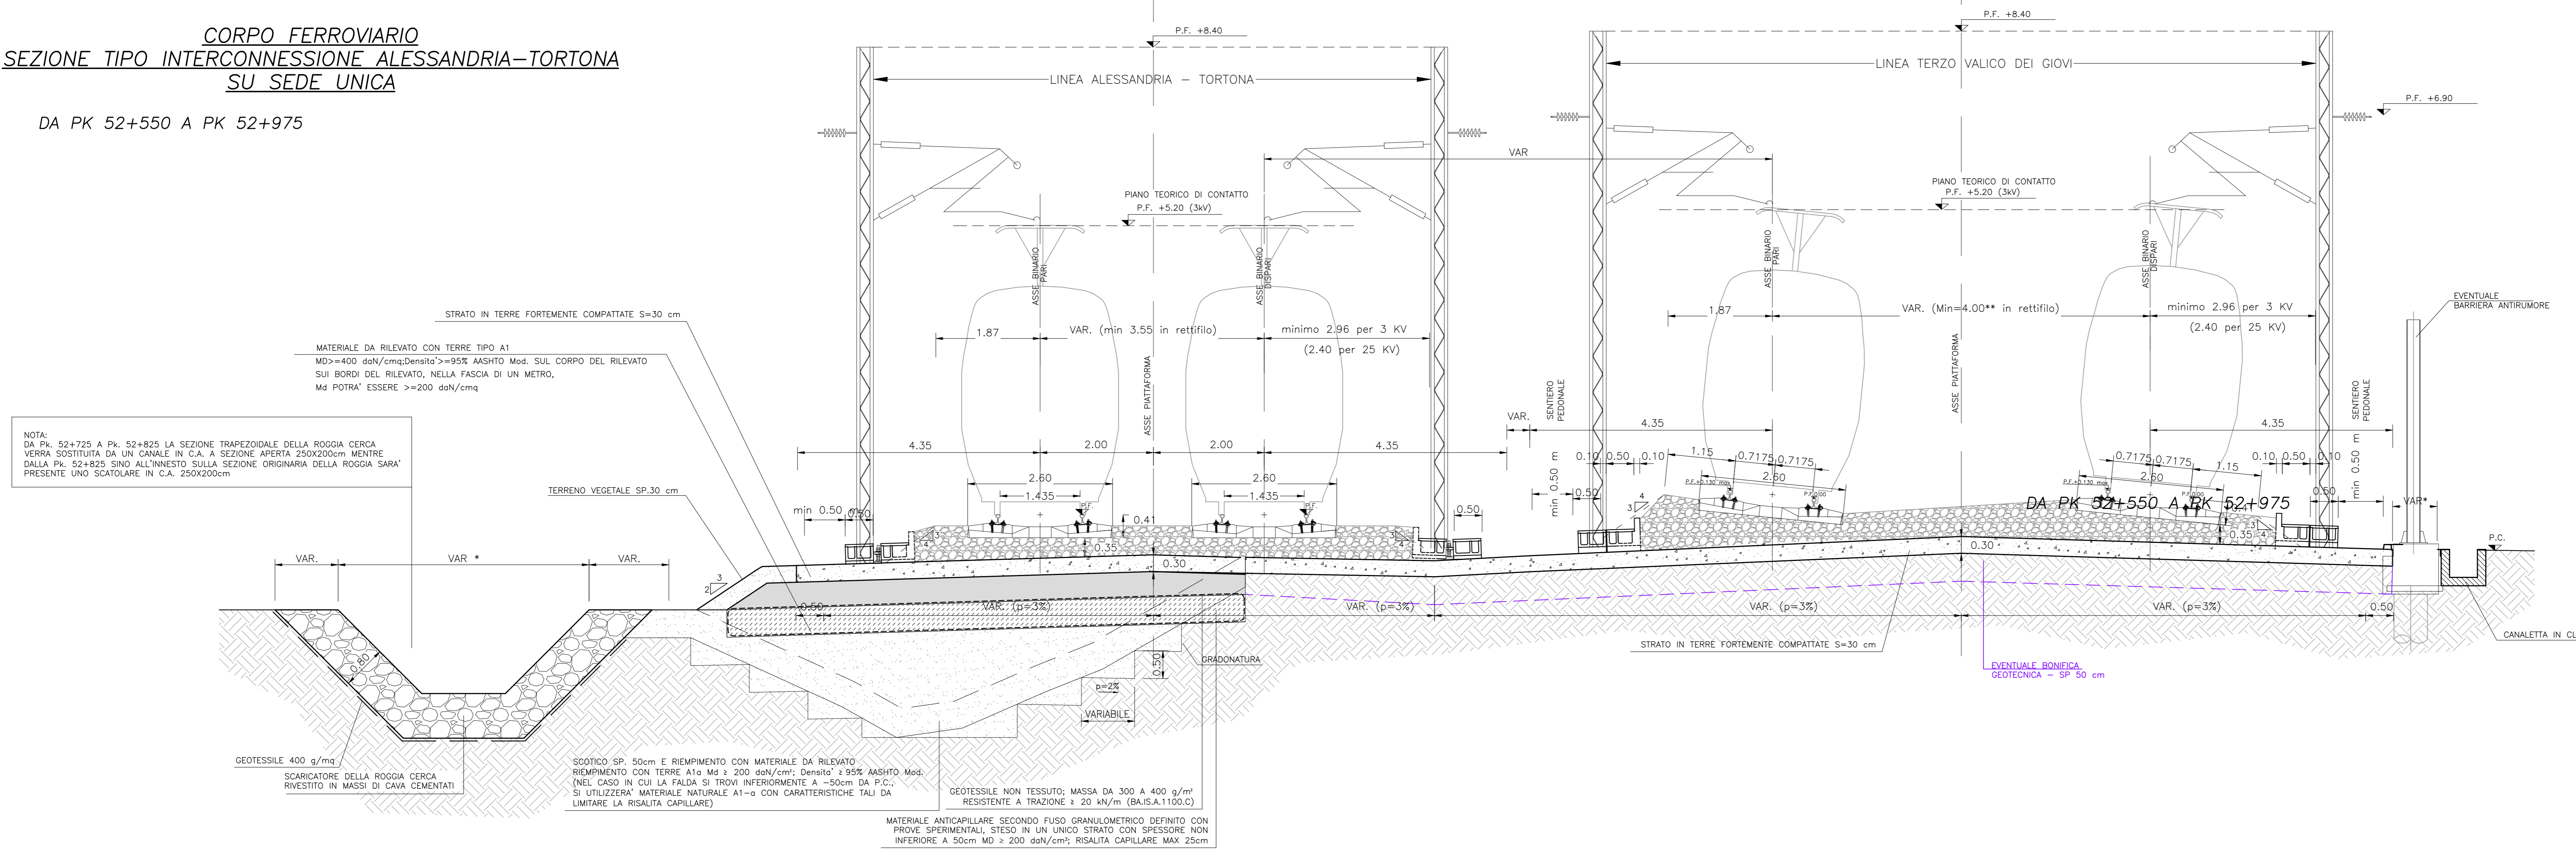 CORPO FERROVIARIO
SEZIONE TIPO INTERCONNESSIONE ALESSANDRIA-TORTONA
SU SEDE UNICA
DA PK 52+550 A PK 52+975
P.F. +8.40
P.F. +8.40
LINEA ALESSANDRIA - TORTONA
LINEA TERZO VALICO DEI GIOVI
P.F. +6.90
VAR
PIANO TEORICO DI CONTATTO
P.F. +5.20 (3kV)
PIANO TEORICO DI CONTATTO
P.F. +5.20 (3kV)
ASSE BINARIO
PARI
ASSE BINARIO
DISPARI
ASSE BINARIO
PARI
ASSE BINARIO
DISPARI
ASSE PIATTAFORMA
ASSE PIATTAFORMA
EVENTUALE
BARRIERA ANTIRUMORE
STRATO IN TERRE FORTEMENTE COMPATTATE S=30 cm
1.87
VAR. (min 3.55 in rettifilo)
minimo 2.96 per 3 KV
(2.40 per 25 KV)
1.87
VAR. (Min=4.00** in rettifilo)
minimo 2.96 per 3 KV
(2.40 per 25 KV)
MATERIALE DA RILEVATO CON TERRE TIPO A1
MD>=400 daN/cmq;Densita'>=95% AASHTO Mod. SUL CORPO DEL RILEVATO
SUI BORDI DEL RILEVATO, NELLA FASCIA DI UN METRO,
Md POTRA' ESSERE >=200 daN/cmq
NOTA:
DA Pk. 52+725 A Pk. 52+825 LA SEZIONE TRAPEZOIDALE DELLA ROGGIA CERCA
VERRA SOSTITUITA DA UN CANALE IN C.A. A SEZIONE APERTA 250X200cm MENTRE
DALLA Pk. 52+825 SINO ALL'INNESTO SULLA SEZIONE ORIGINARIA DELLA ROGGIA SARA'
PRESENTE UNO SCATOLARE IN C.A. 250X200cm
SENTIERO
PEDONALE
SENTIERO
PEDONALE
VAR.
4.35
2.00
2.00
4.35
4.35
4.35
TERRENO VEGETALE SP.30 cm
2.60
1.435
P.F.
2.60
1.435
P.F.
min 0.50 m
0.50
0.41
0.35
0.50
min 0.50 m
0.50
0.10
0.50
0.10
1.15
0.7175
0.7175
2.60
P.F.+0.130 max
P.F.0.00
0.7175
0.7175
1.15
2.60
P.F.+0.130 max
P.F.0.00
0.10
0.50
0.10
0.50
min 0.50 m
VAR*
DA PK 52+550 A PK 52+975
3
4
3
4
4
3
3
4
0.35
0.30
0.30
P.C.
VAR.
VAR *
VAR.
3
2
0.50
VAR. (p=3%)
VAR. (p=3%)
VAR. (p=3%)
VAR. (p=3%)
0.50
0.80
GRADONATURA
0.50
p=2%
VARIABILE
STRATO IN TERRE FORTEMENTE COMPATTATE S=30 cm
EVENTUALE BONIFICA
GEOTECNICA - SP 50 cm
CANALETTA IN CL
GEOTESSILE 400 g/mq
SCARICATORE DELLA ROGGIA CERCA
RIVESTITO IN MASSI DI CAVA CEMENTATI
SCOTICO SP. 50cm E RIEMPIMENTO CON MATERIALE DA RILEVATO
RIEMPIMENTO CON TERRE A1a Md ≥ 200 daN/cm²; Densita' ≥95% AASHTO Mod.
(NEL CASO IN CUI LA FALDA SI TROVI INFERIORMENTE A -50cm DA P.C.,
SI UTILIZZERA' MATERIALE NATURALE A1-a CON CARATTERISTICHE TALI DA
LIMITARE LA RISALITA CAPILLARE)
GEOTESSILE NON TESSUTO; MASSA DA 300 A 400 g/m²
RESISTENTE A TRAZIONE ≥ 20 kN/m (BA.IS.A.1100.C)
MATERIALE ANTICAPILLARE SECONDO FUSO GRANULOMETRICO DEFINITO CON
PROVE SPERIMENTALI, STESO IN UN UNICO STRATO CON SPESSORE NON
INFERIORE A 50cm MD ≥ 200 daN/cm²; RISALITA CAPILLARE MAX 25cm